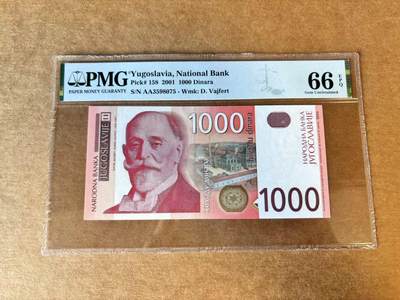 PMG
PAPER MONEY GUARANTY
Yugoslavia, National Bank
Pick# 158 2001 1000 Dinara
S/N AA3598075 - Wmk: D. Vajfert
66 EPQ
Gem Uncirculated
1000
NARODNA BANKA
JUGOSLAVIJE
НАРОДНА БАНКА
ЈУГОСЛАВИЈЕ
1000